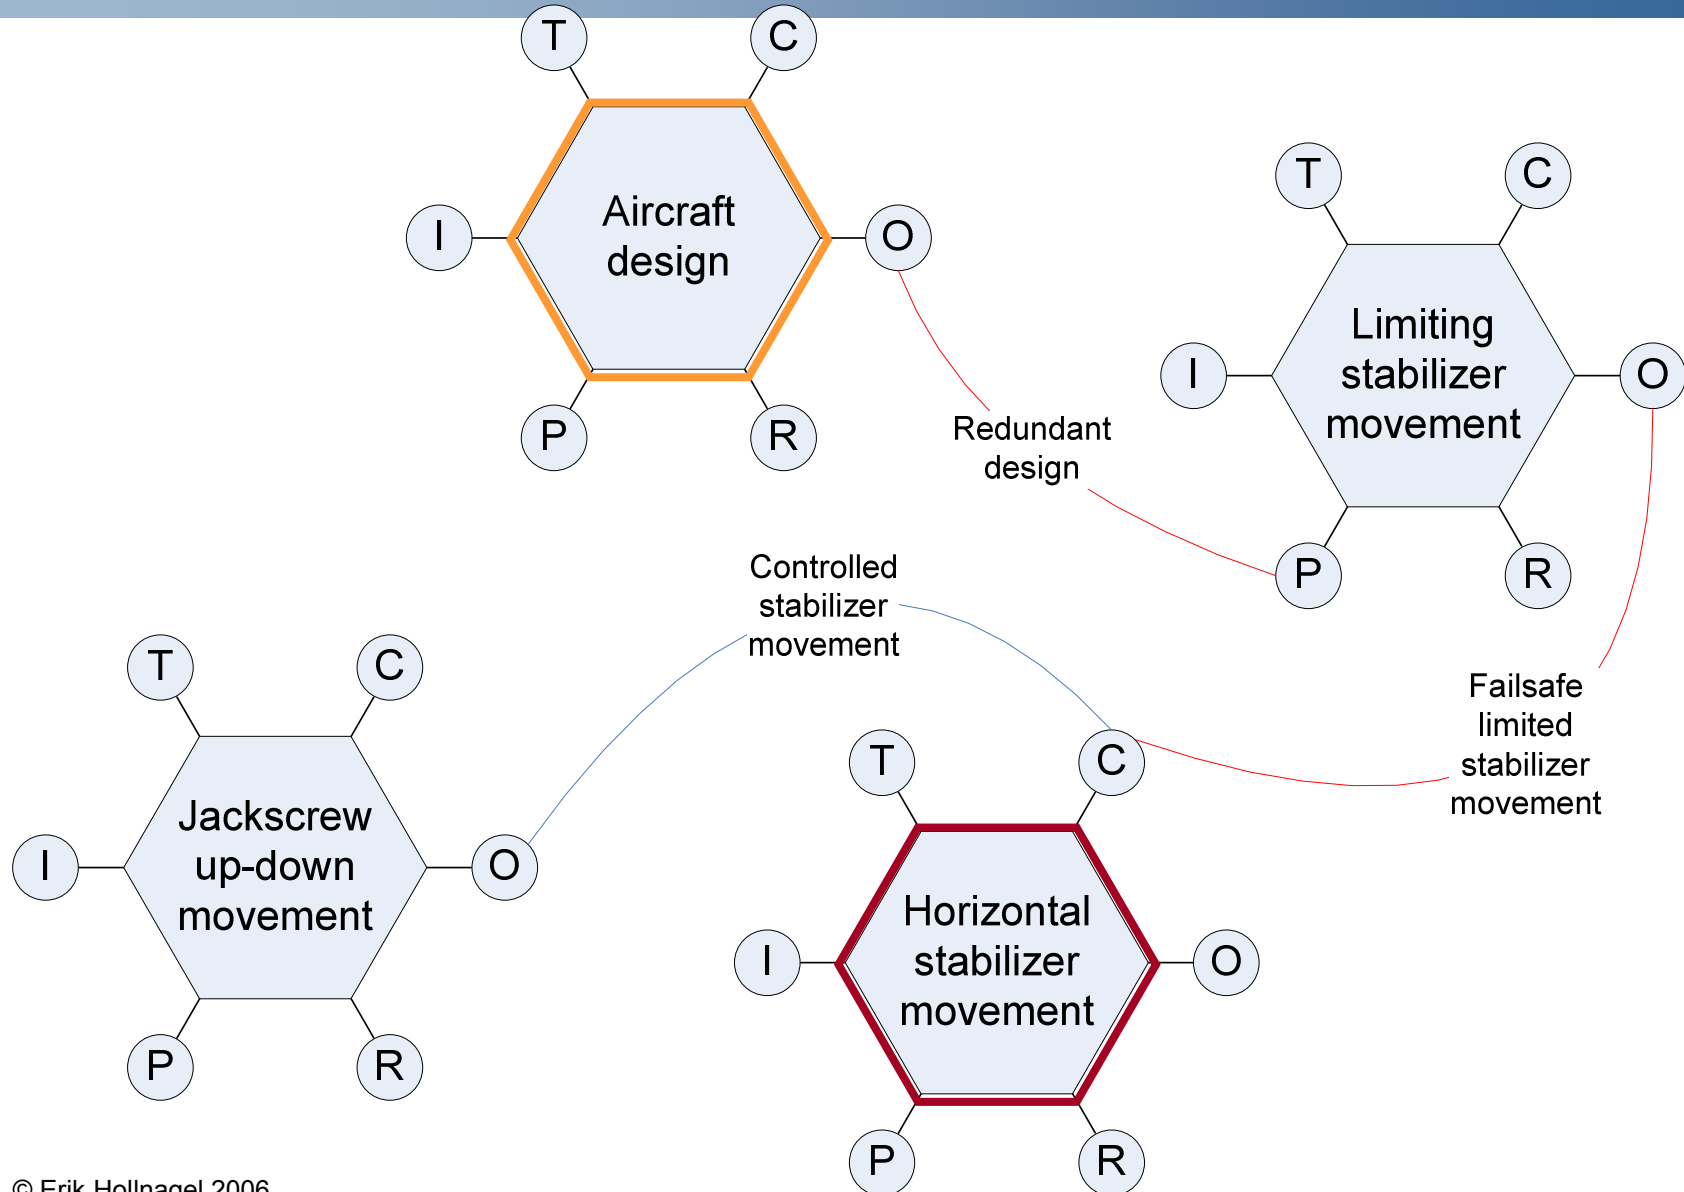 T
C
Aircraft
design
I
O
P
R
T
C
Limiting
stabilizer
movement
I
O
P
R
Redundant
design
Controlled
stabilizer
movement
Failsafe
limited
stabilizer
movement
T
C
Jackscrew
up-down
movement
I
O
P
R
T
C
Horizontal
stabilizer
movement
I
O
P
R
© Erik Hollnagel 2006